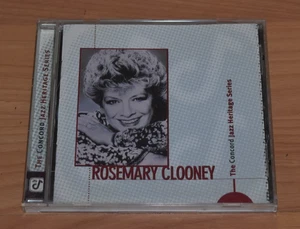 THE CONCORD JAZZ HERITAGE SERIES
ROSEMARY CLOONEY
The Concord Jazz Heritage Series